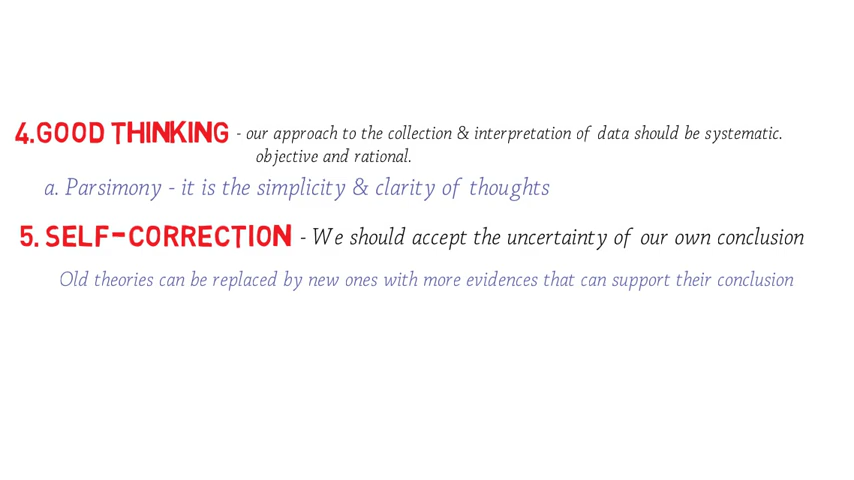 4.GOOD THINKING - our approach to the collection & interpretation of data should be systematic.
objective and rational.
a. Parsimony - it is the simplicity & clarity of thoughts
5. SELF-CORRECTION - We should accept the uncertainty of our own conclusion
Old theories can be replaced by new ones with more evidences that can support their conclusion